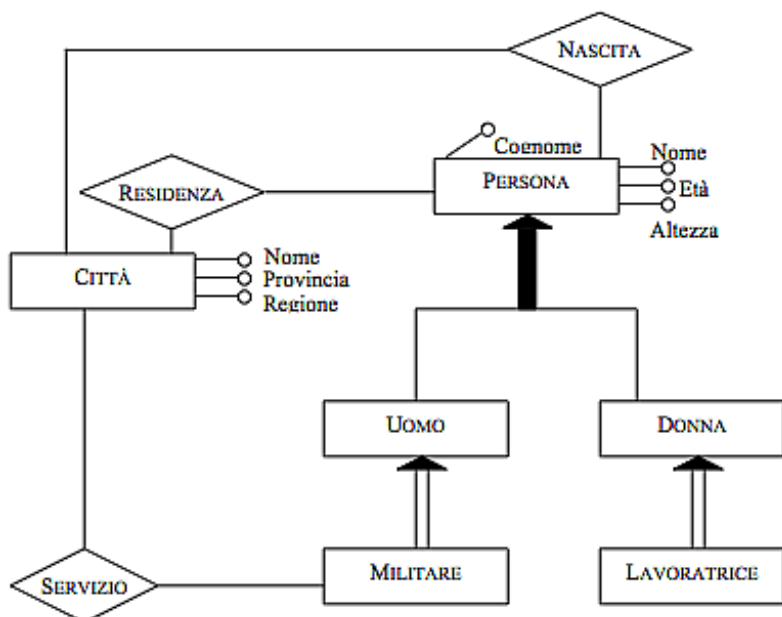 NASCITA
Cognome
Nome
PERSONA
Età
RESIDENZA
Altezza
CITTÀ
Nome
Provincia
Regione
UOMO
DONNA
SERVIZIO
MILITARE
LAVORATRICE